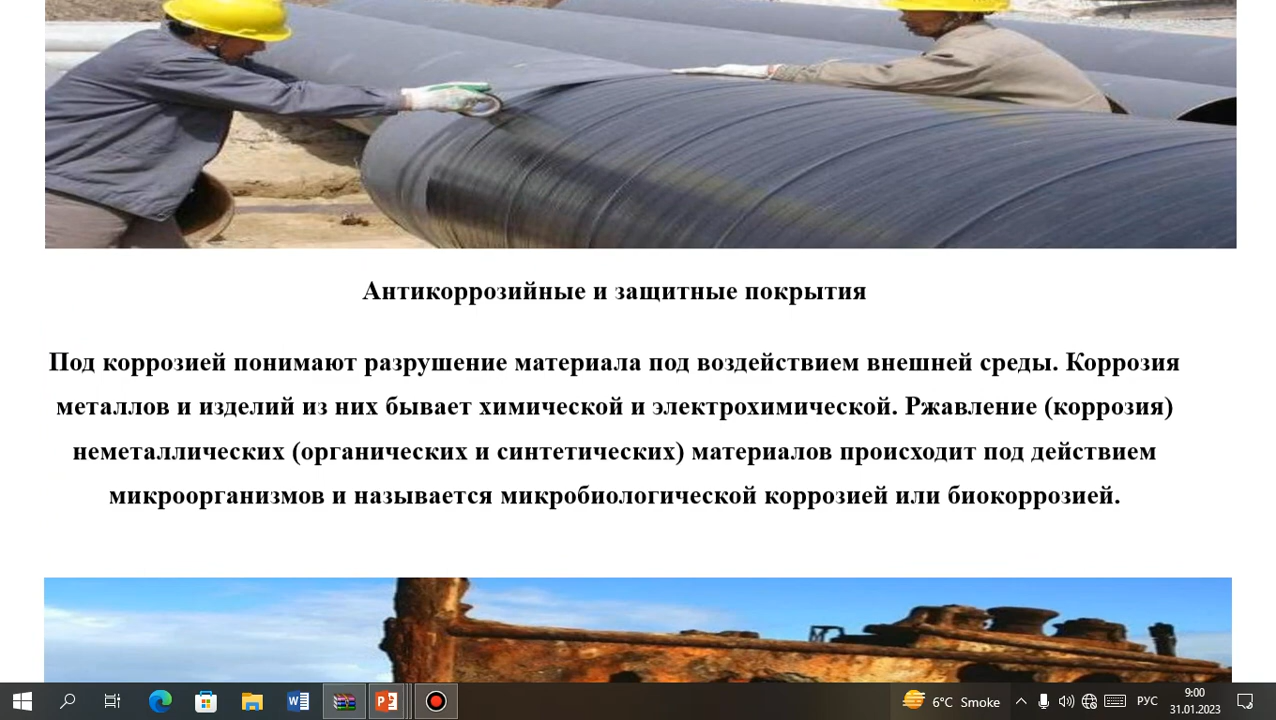 Антикоррозийные и защитные покрытия
Под коррозией понимают разрушение материала под воздействием внешней среды. Коррозия
металлов и изделий из них бывает химической и электрохимической. Ржавление (коррозия)
неметаллических (органических и синтетических) материалов происходит под действием
микроорганизмов и называется микробиологической коррозией или биокоррозией.
6°C Smoke
РУС
9:00
31.01.2023